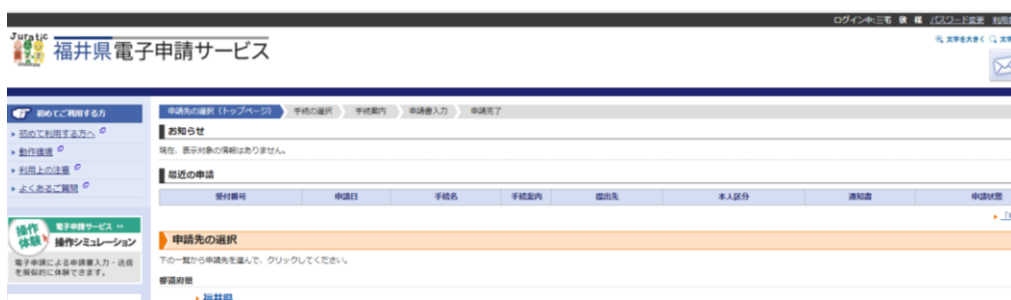 ログイン中:三宅 様 パスワード変更
文字を大きく
Juratic
福井県電子申請サービス
初めてご利用する方
初めて利用する方へ
動作環境
利用上の注意
よくあるご質問
操作体験
電子申請サービス
操作シミュレーション
電子申請による申請書入力・送信
を疑似的に体験できます。
申請先の選択(トップページ) 手続の選択 手続案内 申請書入力 申請完了
お知らせ
現在、表示対象の情報はありません。
最近の申請
受付番号 申請日 手続名 手続案内 提出先 本人区分 通知書 申請状態
申請先の選択
下の一覧から申請先を選んで、クリックしてください。
都道府県
福井県